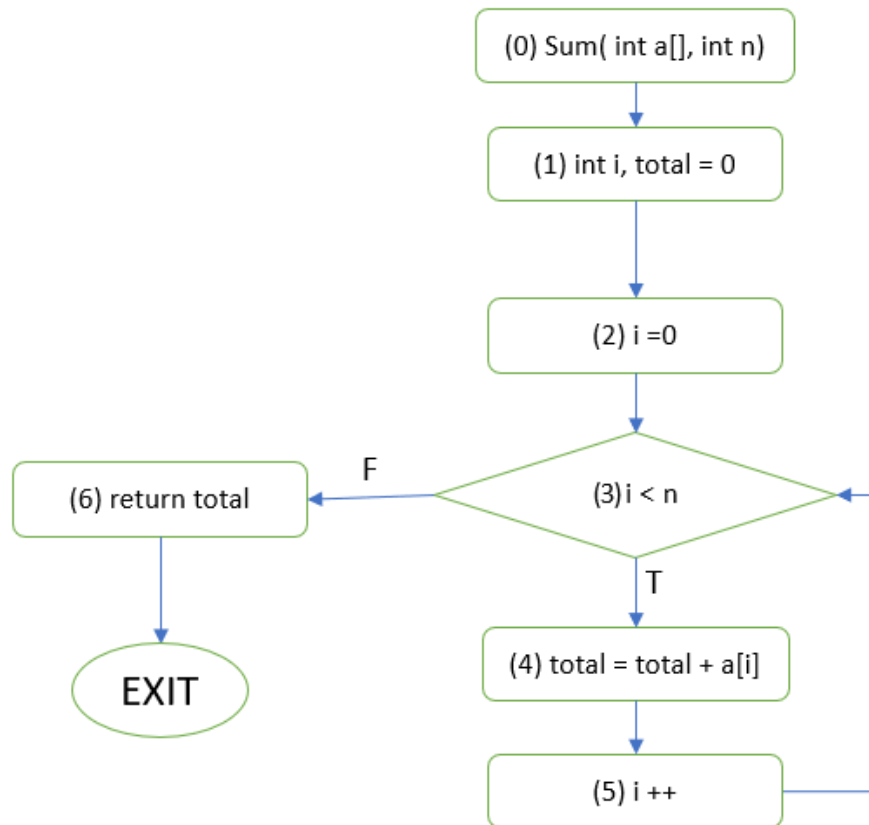 (0) Sum( int a[], int n)
(1) int i, total = 0
(2) i =0
(3) i < n
F
(6) return total
T
(4) total = total + a[i]
EXIT
(5) i ++